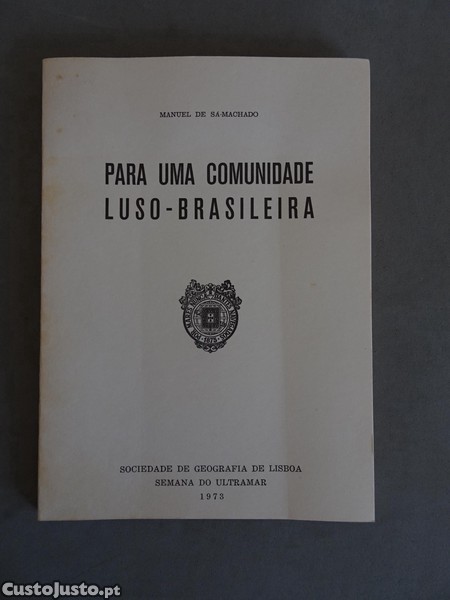 MANUEL DE SÁ-MACHADO
PARA UMA COMUNIDADE
LUSO-BRASILEIRA
SOCIEDADE DE GEOGRAFIA DE LISBOA
SEMANA DO ULTRAMAR
1973
CustoJusto.pt